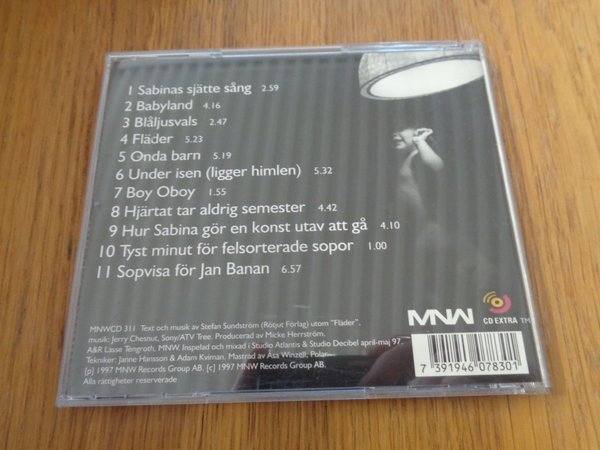 1 Sabinas sjätte sång 2.59
2 Babyland 4.16
3 Blåljusvals 2.47
4 Fläder 5.23
5 Onda barn 5.19
6 Under isen (ligger himlen) 5.32
7 Boy Oboy 1.55
8 Hjärtat tar aldrig semester 4.42
9 Hur Sabina gör en konst utav att gå 4.10
10 Tyst minut för felsorterade sopor 1.00
11 Sopvisa för Jan Banan 6.57
MNWCD 311 Text och musik av Stefan Sundström (Rötjut Förlag) utom "Fläder",
musik: Jerry Chesnut, Sony/ATV Tree. Producerad av Micke Herrström.
A&R Lasse Tengroth, MNW. Inspelad och mixad i Studio Atlantis & Studio Decibel april-maj 97.
Tekniker: Janne Hansson & Adam Kviman. Mastrad av Åsa Winzell, Polar
[p] 1997 MNW Records Group AB. [c] 1997 MNW Records Group AB.
Alla rättigheter reserverade
MNW
CD EXTRA TM
7 391946 078301